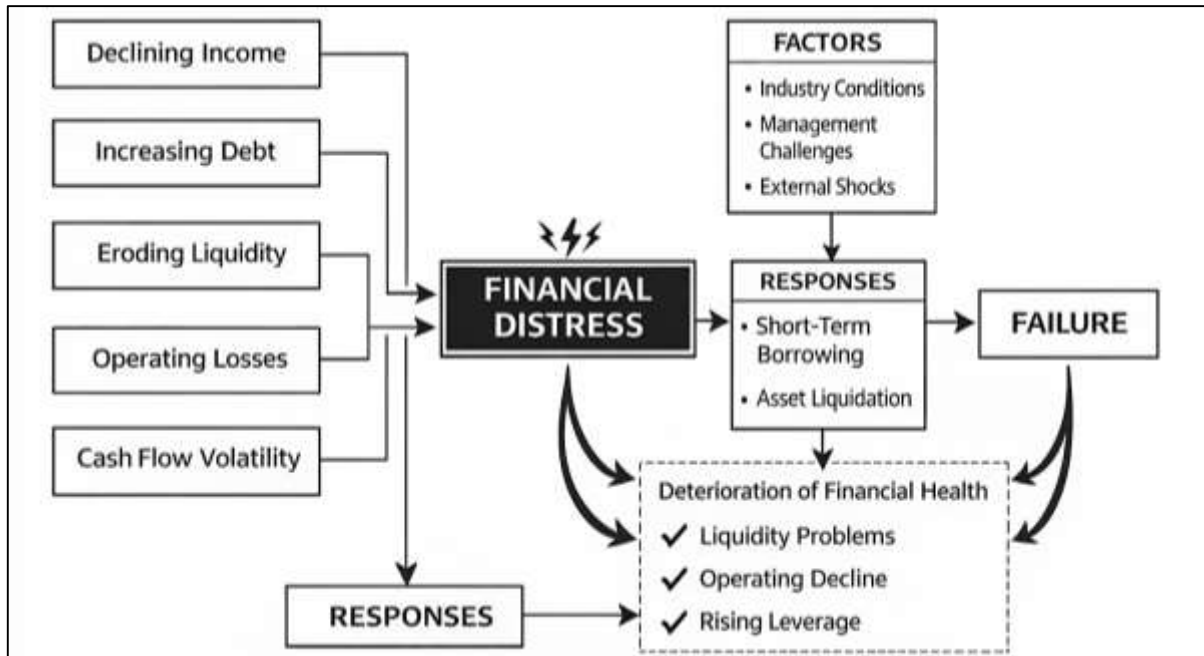 Declining Income
Increasing Debt
Eroding Liquidity
Operating Losses
Cash Flow Volatility
FINANCIAL
DISTRESS
FACTORS
• Industry Conditions
• Management
Challenges
• External Shocks
RESPONSES
• Short-Term
Borrowing
• Asset Liquidation
FAILURE
Deterioration of Financial Health
✓ Liquidity Problems
✓ Operating Decline
✓ Rising Leverage
RESPONSES